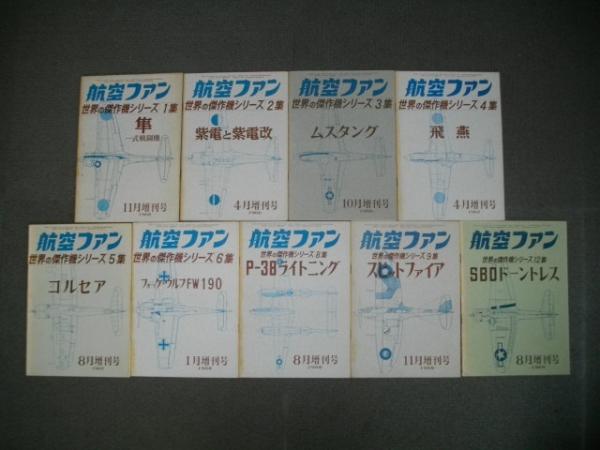 航空ファン
世界の傑作機シリーズ 1集
隼
一式戦闘機
11月増刊号
航空ファン
世界の傑作機シリーズ 2集
紫電と紫電改
4月増刊号
航空ファン
世界の傑作機シリーズ 3集
ムスタング
10月増刊号
航空ファン
世界の傑作機シリーズ 4集
飛燕
4月増刊号
航空ファン
世界の傑作機シリーズ 5集
コルセア
8月増刊号
航空ファン
世界の傑作機シリーズ 6集
フォッケウルフFW190
1月増刊号
航空ファン
世界の傑作機シリーズ 8集
P-38ライトニング
8月増刊号
航空ファン
世界の傑作機シリーズ 9集
スピットファイア
11月増刊号
航空ファン
世界の傑作機シリーズ 12集
SBDドーントレス
8月増刊号